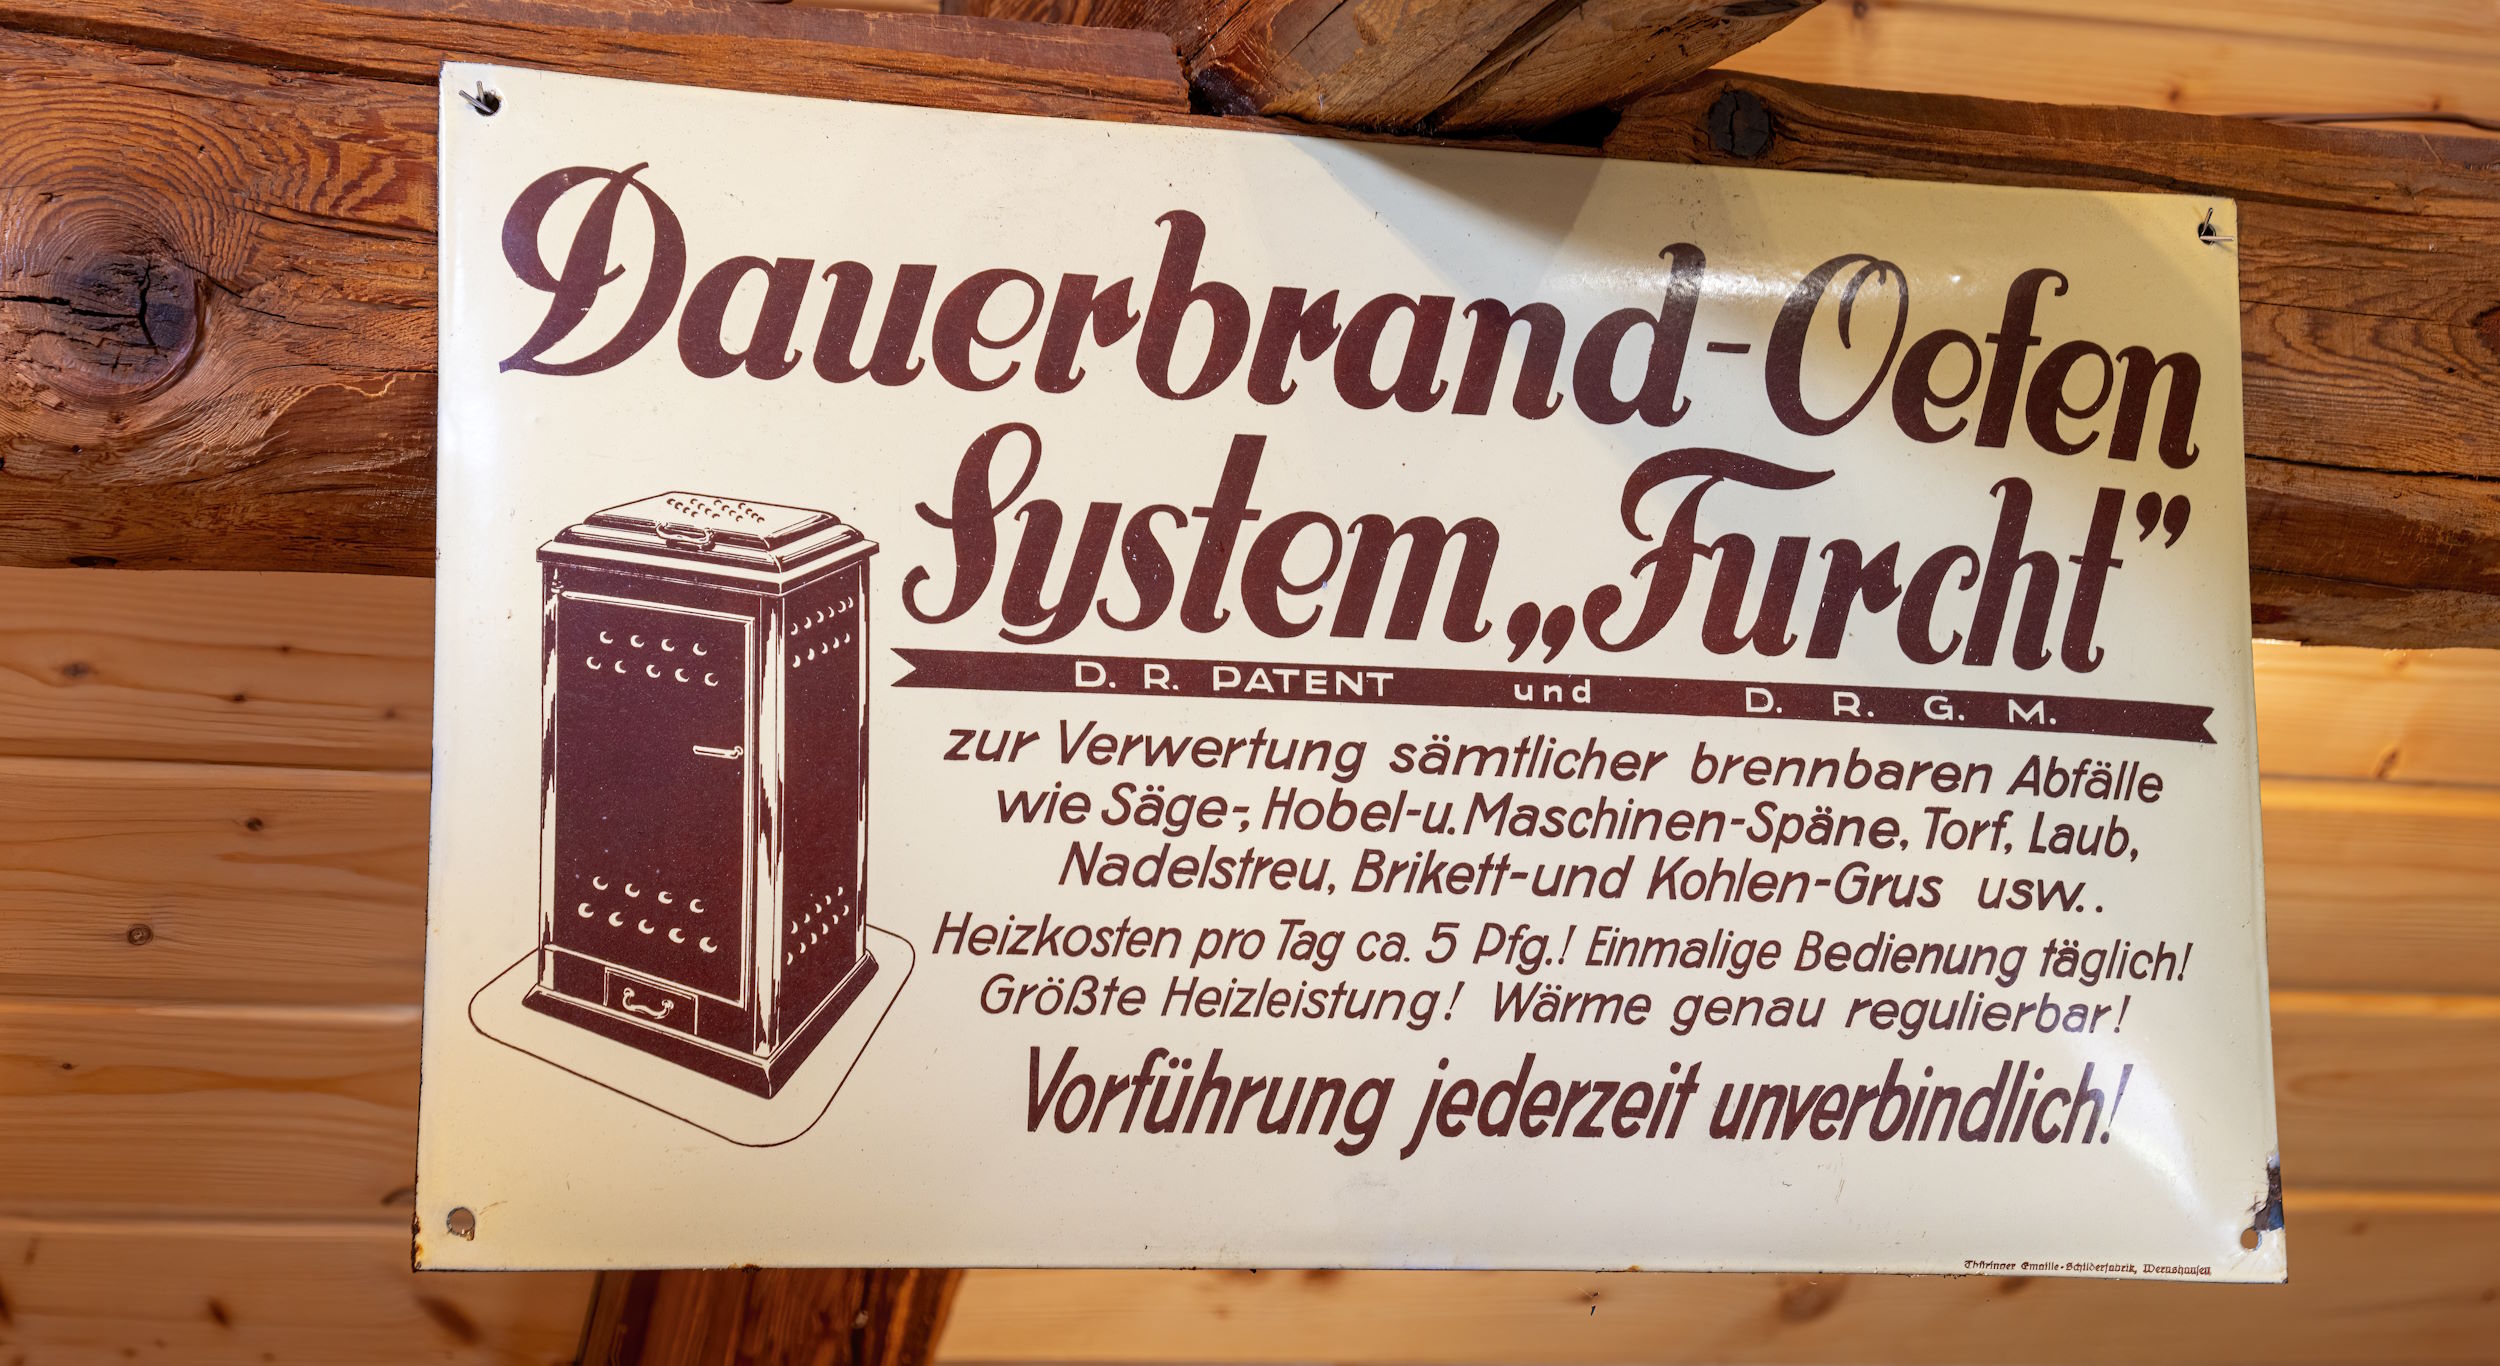 Dauerbrand-Oefen
System „Furcht”
D. R. PATENT und D. R. G. M.
zur Verwertung sämtlicher brennbaren Abfälle
wie Säge-, Hobel-u. Maschinen-Späne, Torf, Laub,
Nadelstreu, Brikett-und Kohlen-Grus usw..
Heizkosten pro Tag ca. 5 Pfg.! Einmalige Bedienung täglich!
Größte Heizleistung! Wärme genau regulierbar!
Vorführung jederzeit unverbindlich!
Thüringer Emaille-Schilderfabrik, Wernshausen